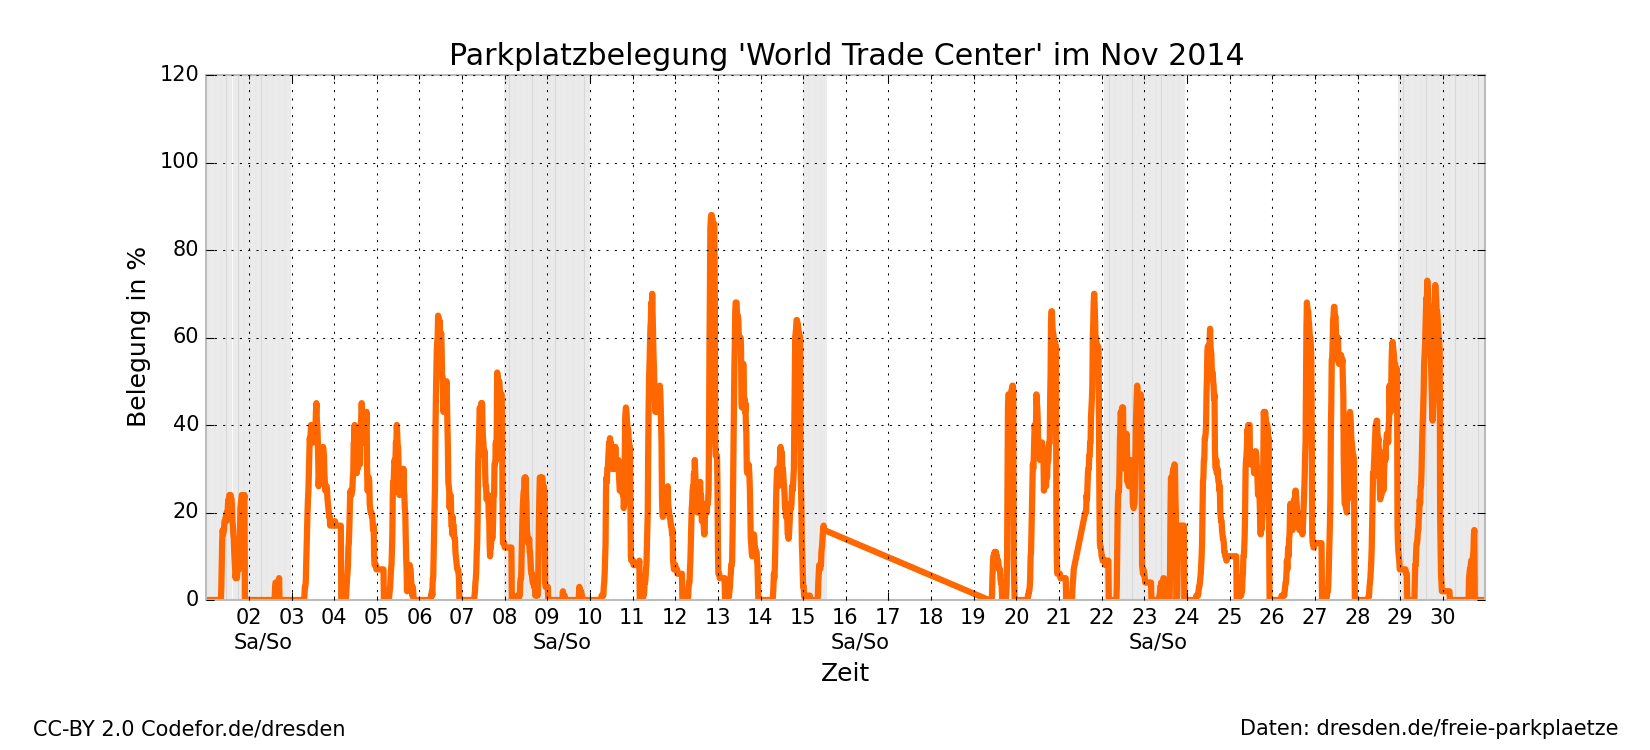 Parkplatzbelegung 'World Trade Center' im Nov 2014
120
100
80
60
40
20
0
Belegung in %
02 03 04 05 06 07 08 09 10 11 12 13 14 15 16 17 18 19 20 21 22 23 24 25 26 27 28 29 30
Sa/So Sa/So Sa/So Sa/So
Zeit
CC-BY 2.0 Codefor.de/dresden
Daten: dresden.de/freie-parkplaetze